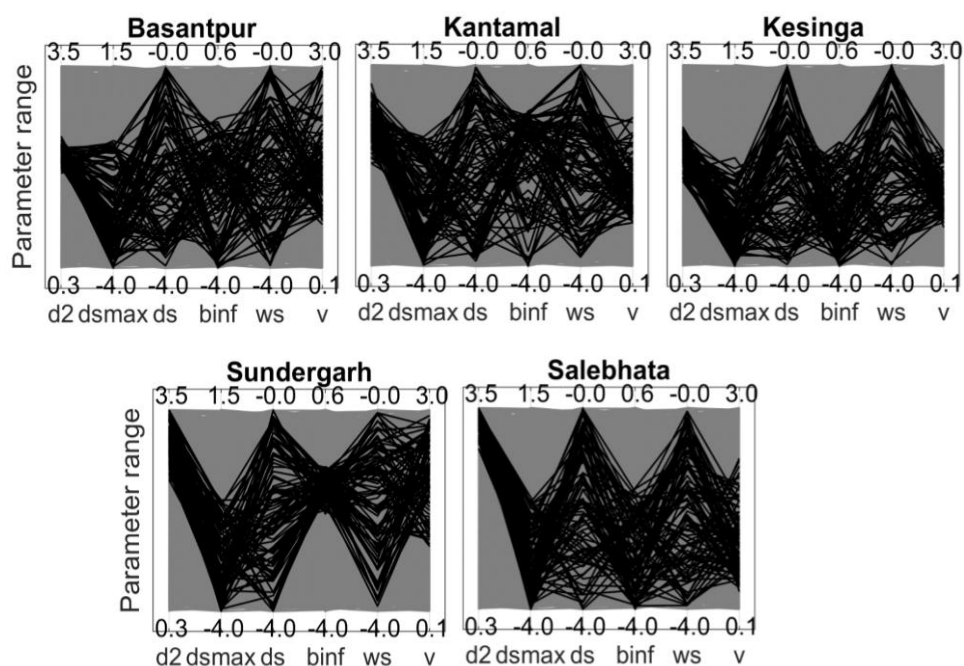 Basantpur Kantamal Kesinga
3.5 1.5 -0.0 0.6 -0.0 3.0 3.5 1.5 -0.0 0.6 -0.0 3.0 3.5 1.5 -0.0 0.6 -0.0 3.0
Parameter range
0.3 -4.0 -4.0 -4.0 -4.0 0.1 0.3 -4.0 -4.0 -4.0 -4.0 0.1 0.3 -4.0 -4.0 -4.0 -4.0 0.1
d2 dsmax ds binf ws v d2 dsmax ds binf ws v d2 dsmax ds binf ws v
Sundergarh Salebhata
3.5 1.5 -0.0 0.6 -0.0 3.0 3.5 1.5 -0.0 0.6 -0.0 3.0
Parameter range
0.3 -4.0 -4.0 -4.0 -4.0 0.1 0.3 -4.0 -4.0 -4.0 -4.0 0.1
d2 dsmax ds binf ws v d2 dsmax ds binf ws v